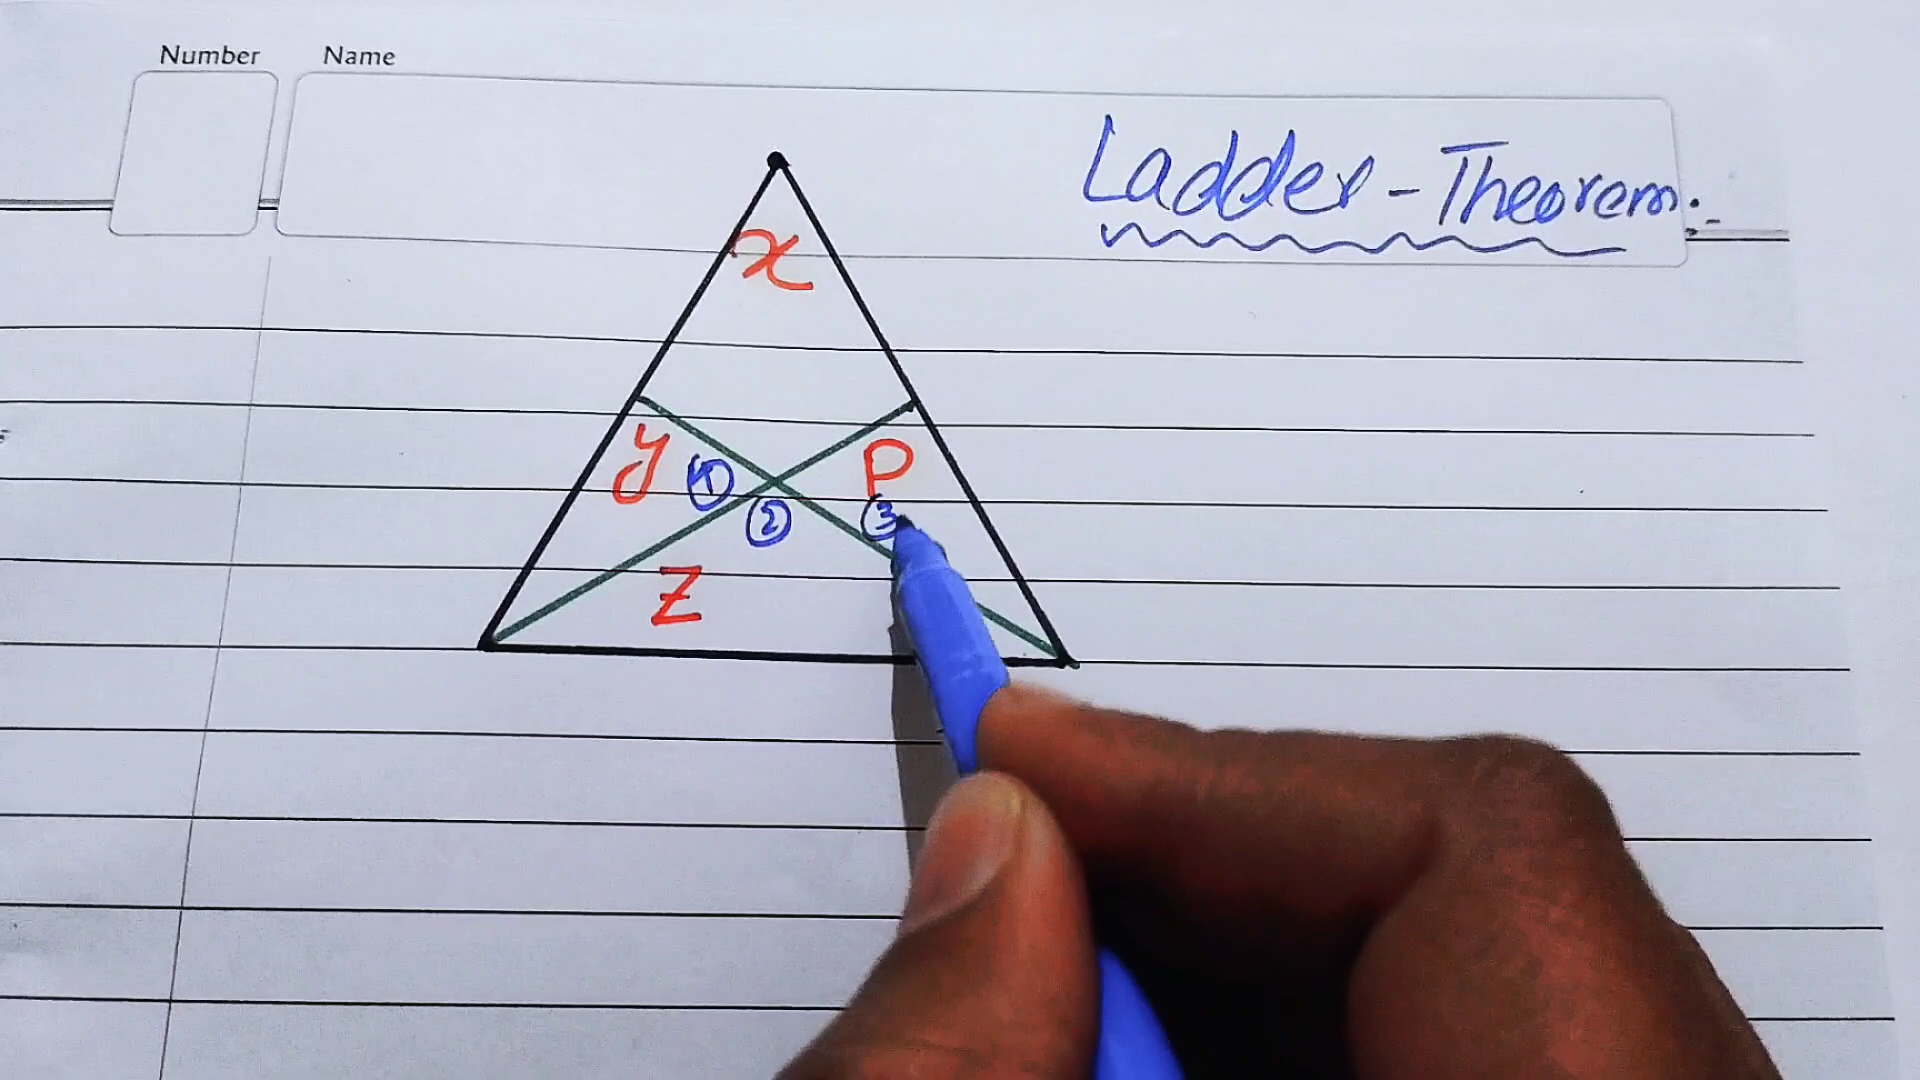 Number Name
Ladder-Theorem.
x
y ① P
② ③
Z